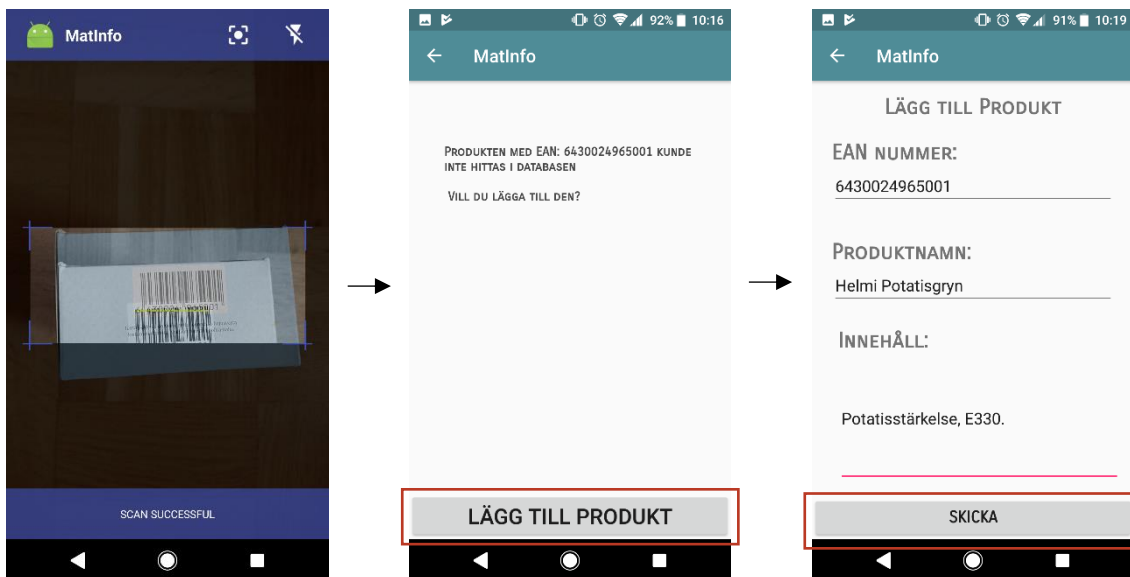 MatInfo
SCAN SUCCESSFUL
92% 10:16
MatInfo
PRODUKTEN MED EAN: 6430024965001 KUNDE
INTE HITTAS I DATABASEN
VILL DU LÄGGA TILL DEN?
LÄGG TILL PRODUKT
91% 10:19
MatInfo
LÄGG TILL PRODUKT
EAN NUMMER:
6430024965001
PRODUKTNAMN:
Helmi Potatisgryn
INNEHÅLL:
Potatisstärkelse, E330.
SKICKA